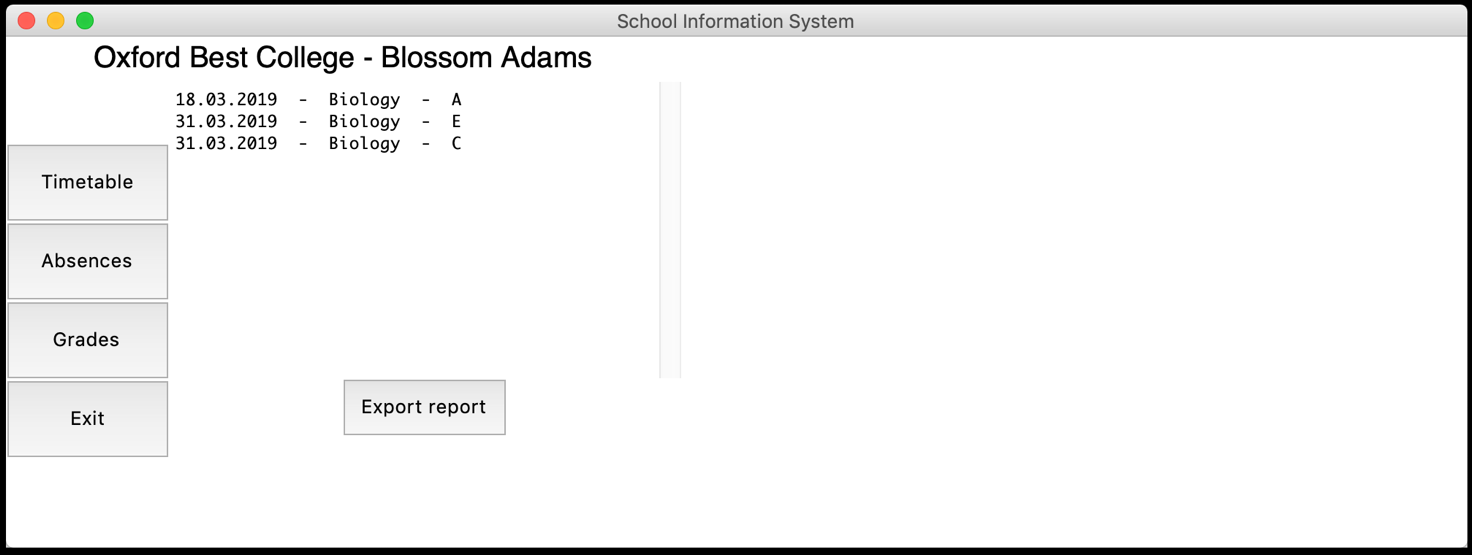 School Information System
Oxford Best College - Blossom Adams
18.03.2019 - Biology - A
31.03.2019 - Biology - E
31.03.2019 - Biology - C
Timetable
Absences
Grades
Exit
Export report